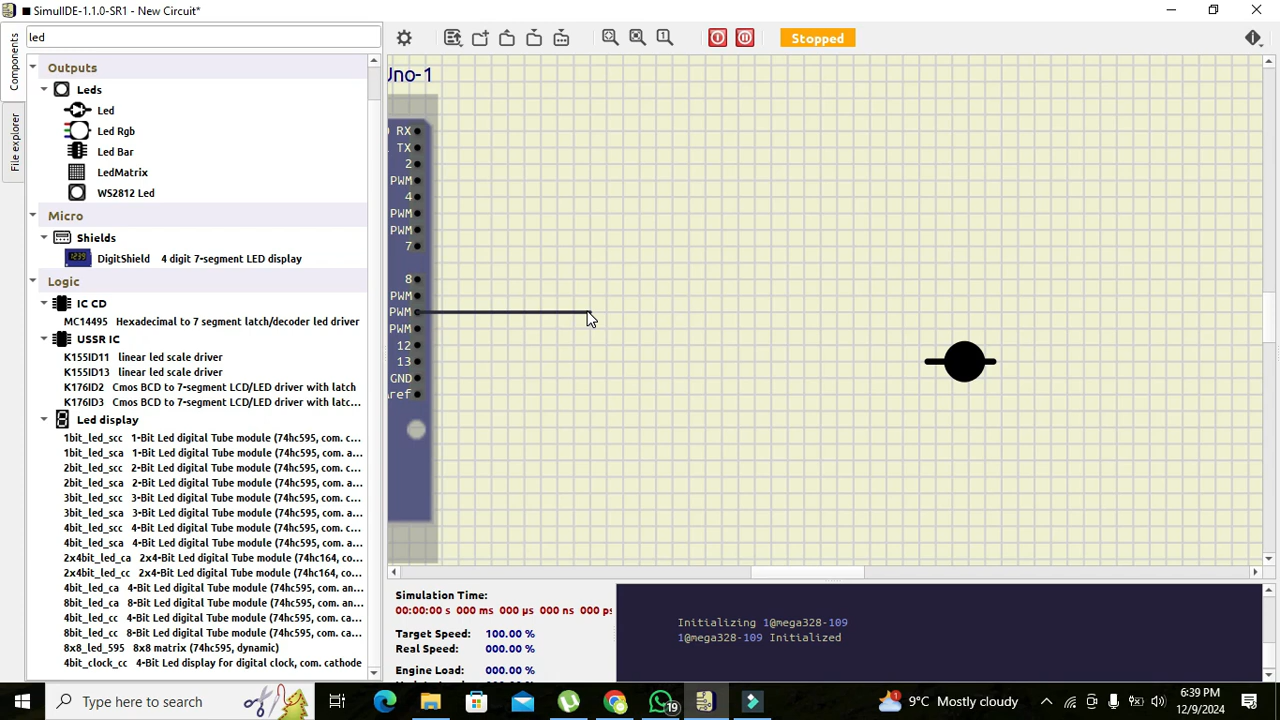 SimulIDE-1.1.0-SR1 - New Circuit*
Components
File explorer
led
Outputs
Leds
Led
Led Rgb
Led Bar
LedMatrix
WS2812 Led
Micro
Shields
DigitShield 4 digit 7-segment LED display
Logic
IC CD
MC14495 Hexadecimal to 7 segment latch/decoder led driver
USSR IC
K155ID11 linear led scale driver
K155ID13 linear led scale driver
K176ID2 Cmos BCD to 7-segment LCD/LED driver with latch
K176ID3 Cmos BCD to 7-segment LCD/LED driver with latc...
Led display
1bit_led_scc 1-Bit Led digital Tube module (74hc595, com. c...
1bit_led_sca 1-Bit Led digital Tube module (74hc595, com. a...
2bit_led_scc 2-Bit Led digital Tube module (74hc595, com. c...
2bit_led_sca 2-Bit Led digital Tube module (74hc595, com. a...
3bit_led_scc 3-Bit Led digital Tube module (74hc595, com. c...
3bit_led_sca 3-Bit Led digital Tube module (74hc595, com. a...
4bit_led_scc 4-Bit Led digital Tube module (74hc595, com. c...
4bit_led_sca 4-Bit Led digital Tube module (74hc595, com. a...
2x4bit_led_ca 2x4-Bit Led digital Tube module (74hc164, co...
2x4bit_led_cc 2x4-Bit Led digital Tube module (74hc164, co...
4bit_led_ca 4-Bit Led digital Tube module (74hc595, com. an...
8bit_led_ca 8-Bit Led digital Tube module (74hc595, com. an...
4bit_led_cc 4-Bit Led digital Tube module (74hc595, com. ca...
8bit_led_cc 8-Bit Led digital Tube module (74hc595, com. ca...
8x8_led_595 8x8 matrix (74hc595, dynamic)
4bit_clock_cc 4-Bit Led display for digital clock, com. cathode
Stopped
Uno-1
0 RX
1 TX
2
PWM
4
PWM
PWM
7
8
PWM
PWM
PWM
12
13
GND
Aref
Simulation Time:
00:00:00 s 000 ms 000 µs 000 ns 000 ps
Target Speed: 100.00 %
Real Speed: 000.00 %
Engine Load: 000.00 %
Initializing 1@mega328-109
1@mega328-109 Initialized
Type here to search
19
1
9°C Mostly cloudy
6:39 PM
12/9/2024